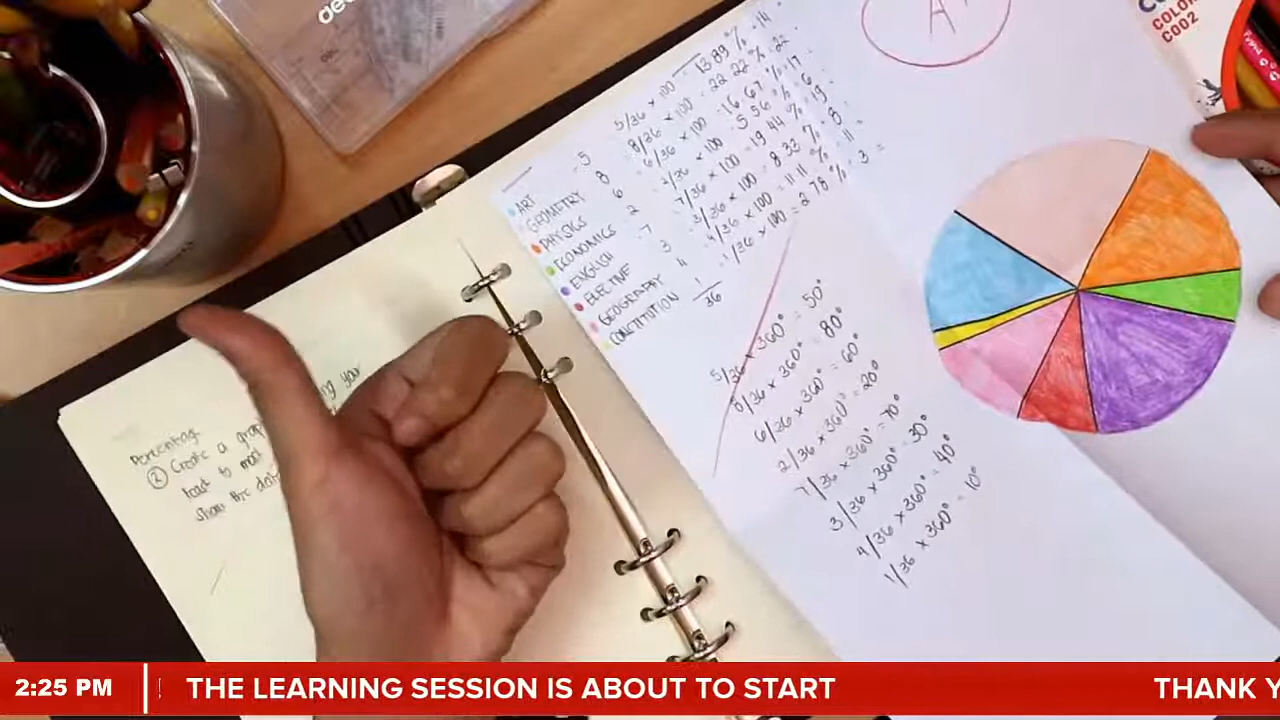 A+
COLOR
C002
5/36 x 100 = 13.89 % = 14
8/36 x 100 = 22.22 % = 22
6/36 x 100 = 16.67 % = 17
2/36 x 100 = 5.56 % = 6
7/36 x 100 = 19.44 % = 19
3/36 x 100 = 8.33 % = 8
4/36 x 100 = 11.11 % = 11
1/36 x 100 = 2.78 % = 3
ART 5
GEOMETRY 8
PHYSICS 6
ECONOMICS 2
ENGLISH 7
ELECTIVE 3
GEOGRAPHY 4
CONCTITUTION 1
36
5/36 x 360° = 50°
8/36 x 360° = 80°
6/36 x 360° = 60°
2/36 x 360° = 20°
7/36 x 360° = 70°
3/36 x 360° = 30°
4/36 x 360° = 40°
1/36 x 360° = 10°
② Create a
show the
2:25 PM
THE LEARNING SESSION IS ABOUT TO START
THANK